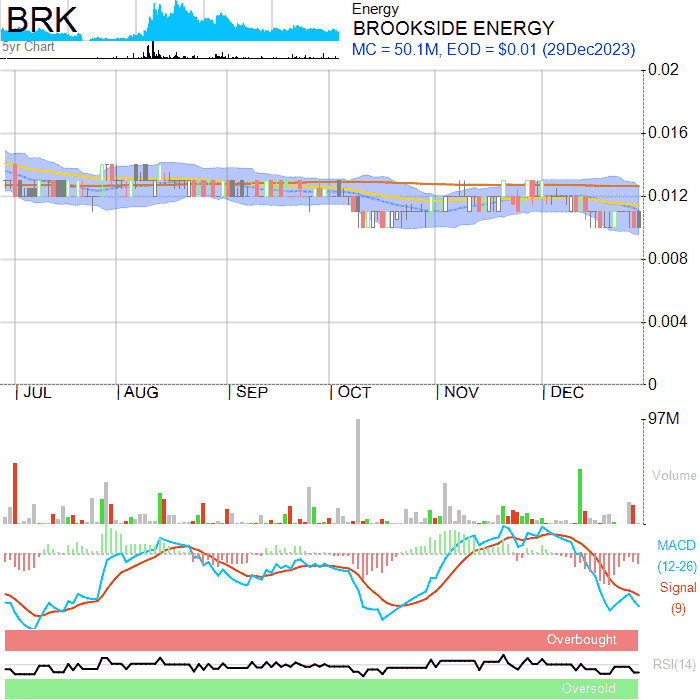 BRK
5yr Chart
Energy
BROOKSIDE ENERGY
MC = 50.1M, EOD = $0.01 (29Dec2023)
0.02
0.016
0.012
0.008
0.004
0
JUL AUG SEP OCT NOV DEC
97M
Volume
MACD
(12-26)
Signal
(9)
Overbought
RSI(14)
Oversold